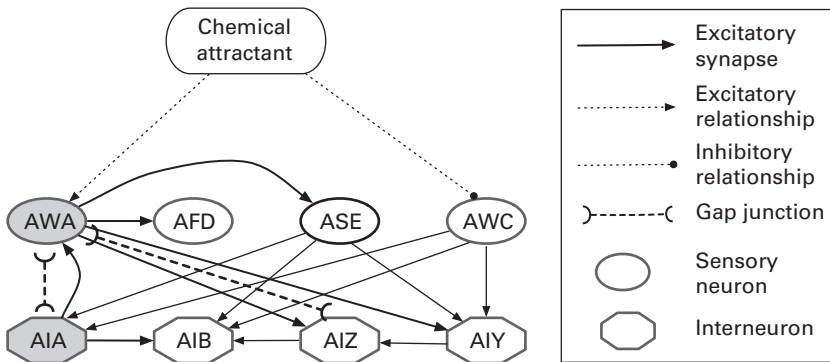 Chemical
attractant
AWA
AFD
ASE
AWC
AIA
AIB
AIZ
AIY
Excitatory
synapse
Excitatory
relationship
Inhibitory
relationship
Gap junction
Sensory
neuron
Interneuron